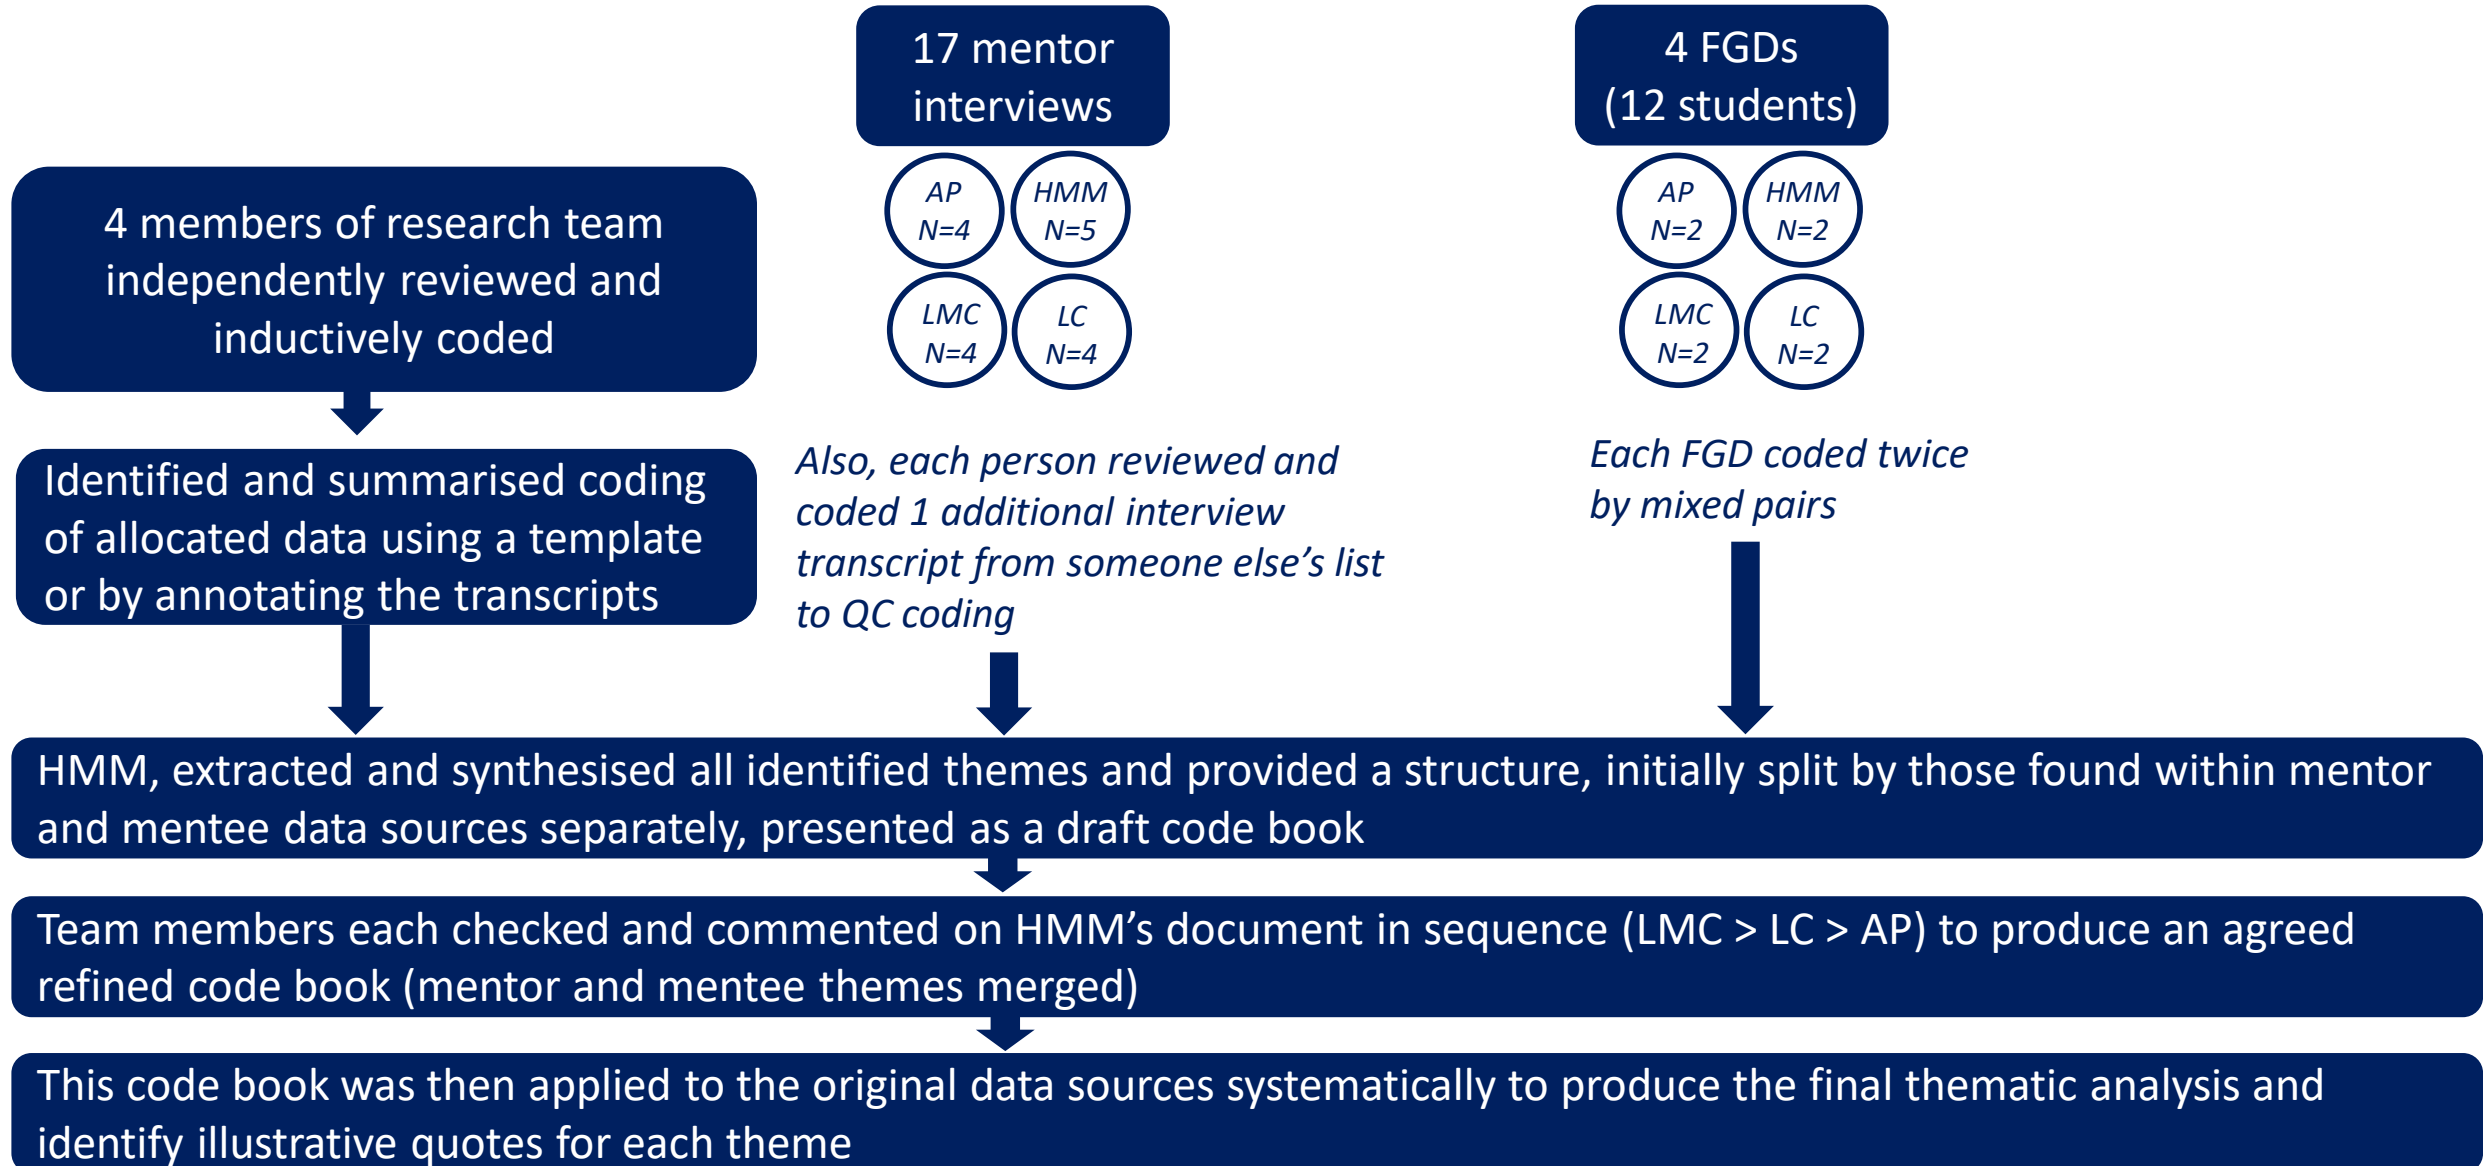 17 mentor
interviews
4 FGDs
(12 students)
4 members of research team
independently reviewed and
inductively coded
AP
N=4
HMM
N=5
LMC
N=4
LC
N=4
AP
N=2
HMM
N=2
LMC
N=2
LC
N=2
Identified and summarised coding
of allocated data using a template
or by annotating the transcripts
Also, each person reviewed and
coded 1 additional interview
transcript from someone else’s list
to QC coding
Each FGD coded twice
by mixed pairs
HMM, extracted and synthesised all identified themes and provided a structure, initially split by those found within mentor
and mentee data sources separately, presented as a draft code book
Team members each checked and commented on HMM’s document in sequence (LMC > LC > AP) to produce an agreed
refined code book (mentor and mentee themes merged)
This code book was then applied to the original data sources systematically to produce the final thematic analysis and
identify illustrative quotes for each theme